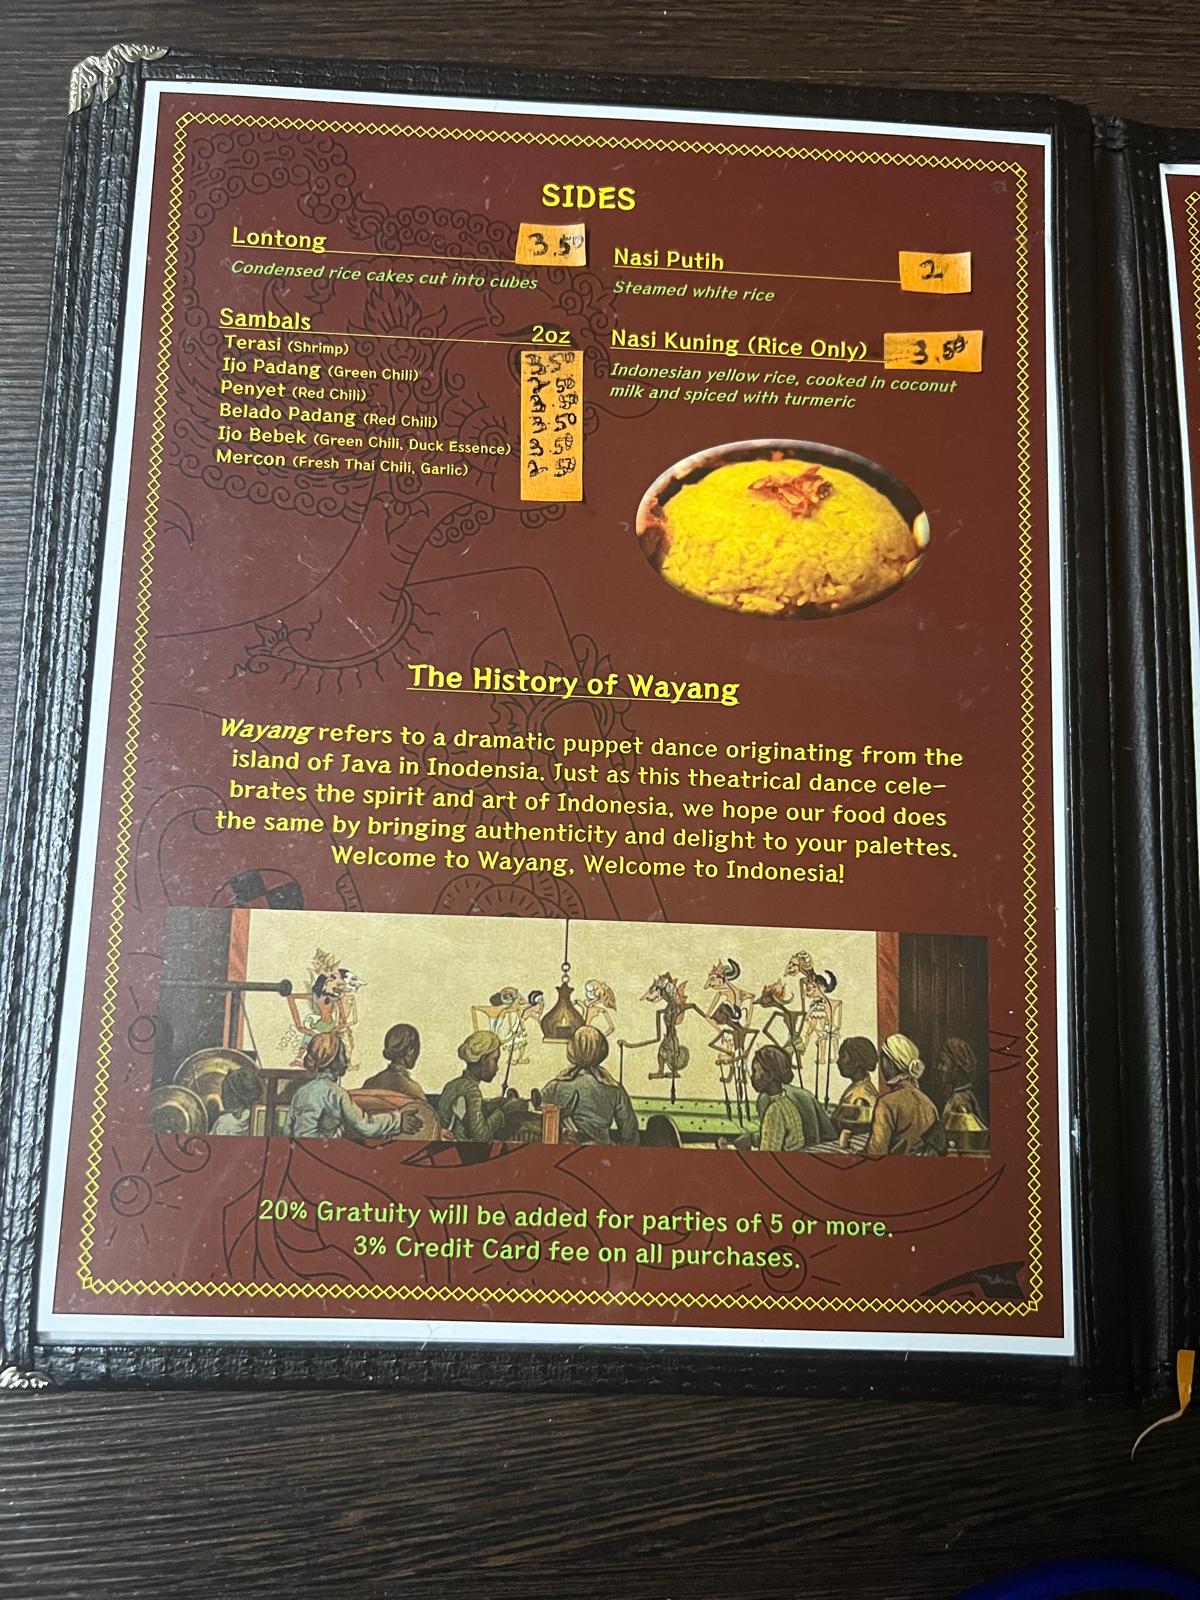 SIDES
Lontong 3.50
Condensed rice cakes cut into cubes
Sambals 2oz
Terasi (Shrimp)
Ijo Padang (Green Chili)
Penyet (Red Chili)
Belado Padang (Red Chili)
Ijo Bebek (Green Chili, Duck Essence)
Mercon (Fresh Thai Chili, Garlic)
Nasi Putih 2
Steamed white rice
Nasi Kuning (Rice Only) 3.50
Indonesian yellow rice, cooked in coconut
milk and spiced with turmeric
The History of Wayang
Wayang refers to a dramatic puppet dance originating from the
island of Java in Inodensia. Just as this theatrical dance cele-
brates the spirit and art of Indonesia, we hope our food does
the same by bringing authenticity and delight to your palettes.
Welcome to Wayang, Welcome to Indonesia!
20% Gratuity will be added for parties of 5 or more.
3% Credit Card fee on all purchases.